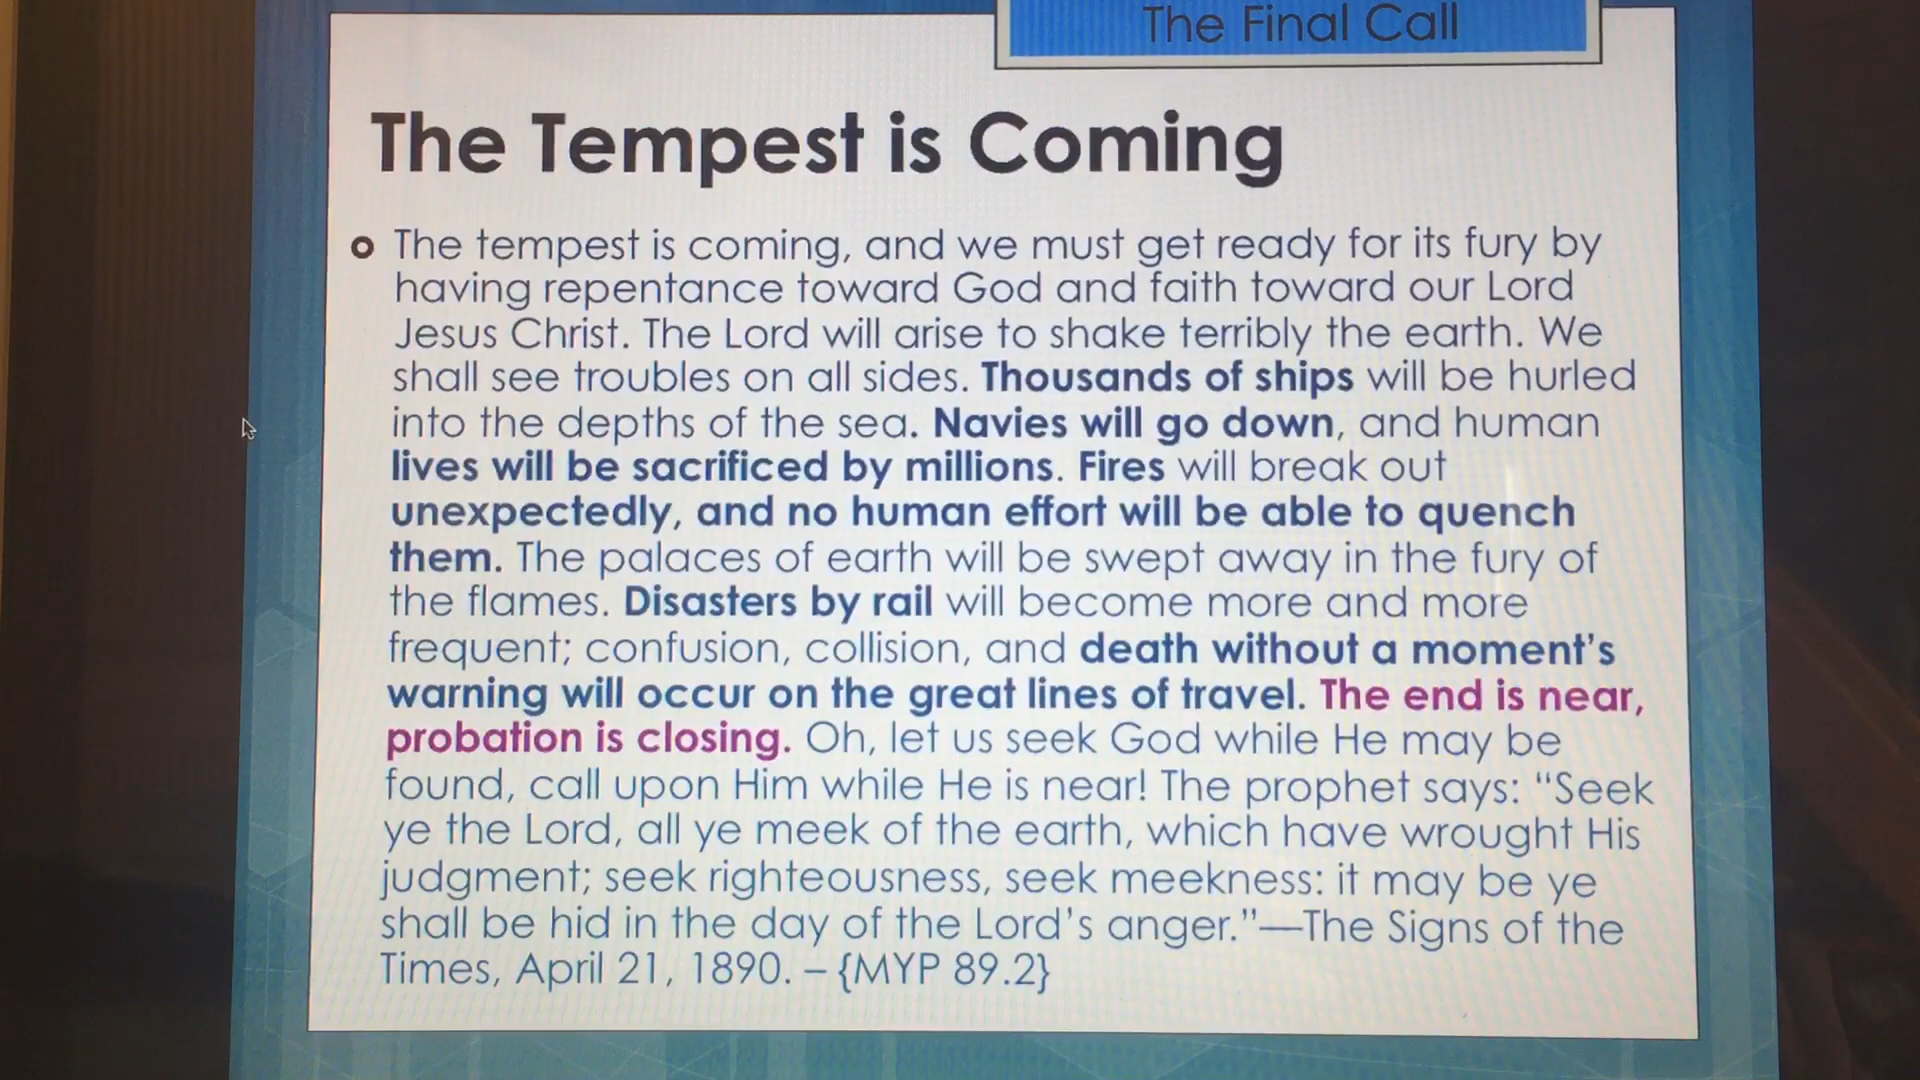 The Final Call
The Tempest is Coming
The tempest is coming, and we must get ready for its fury by
having repentance toward God and faith toward our Lord
Jesus Christ. The Lord will arise to shake terribly the earth. We
shall see troubles on all sides. Thousands of ships will be hurled
into the depths of the sea. Navies will go down, and human
lives will be sacrificed by millions. Fires will break out
unexpectedly, and no human effort will be able to quench
them. The palaces of earth will be swept away in the fury of
the flames. Disasters by rail will become more and more
frequent; confusion, collision, and death without a moment's
warning will occur on the great lines of travel. The end is near,
probation is closing. Oh, let us seek God while He may be
found, call upon Him while He is near! The prophet says: “Seek
ye the Lord, all ye meek of the earth, which have wrought His
judgment; seek righteousness, seek meekness: it may be ye
shall be hid in the day of the Lord's anger.”—The Signs of the
Times, April 21, 1890. – {MYP 89.2}